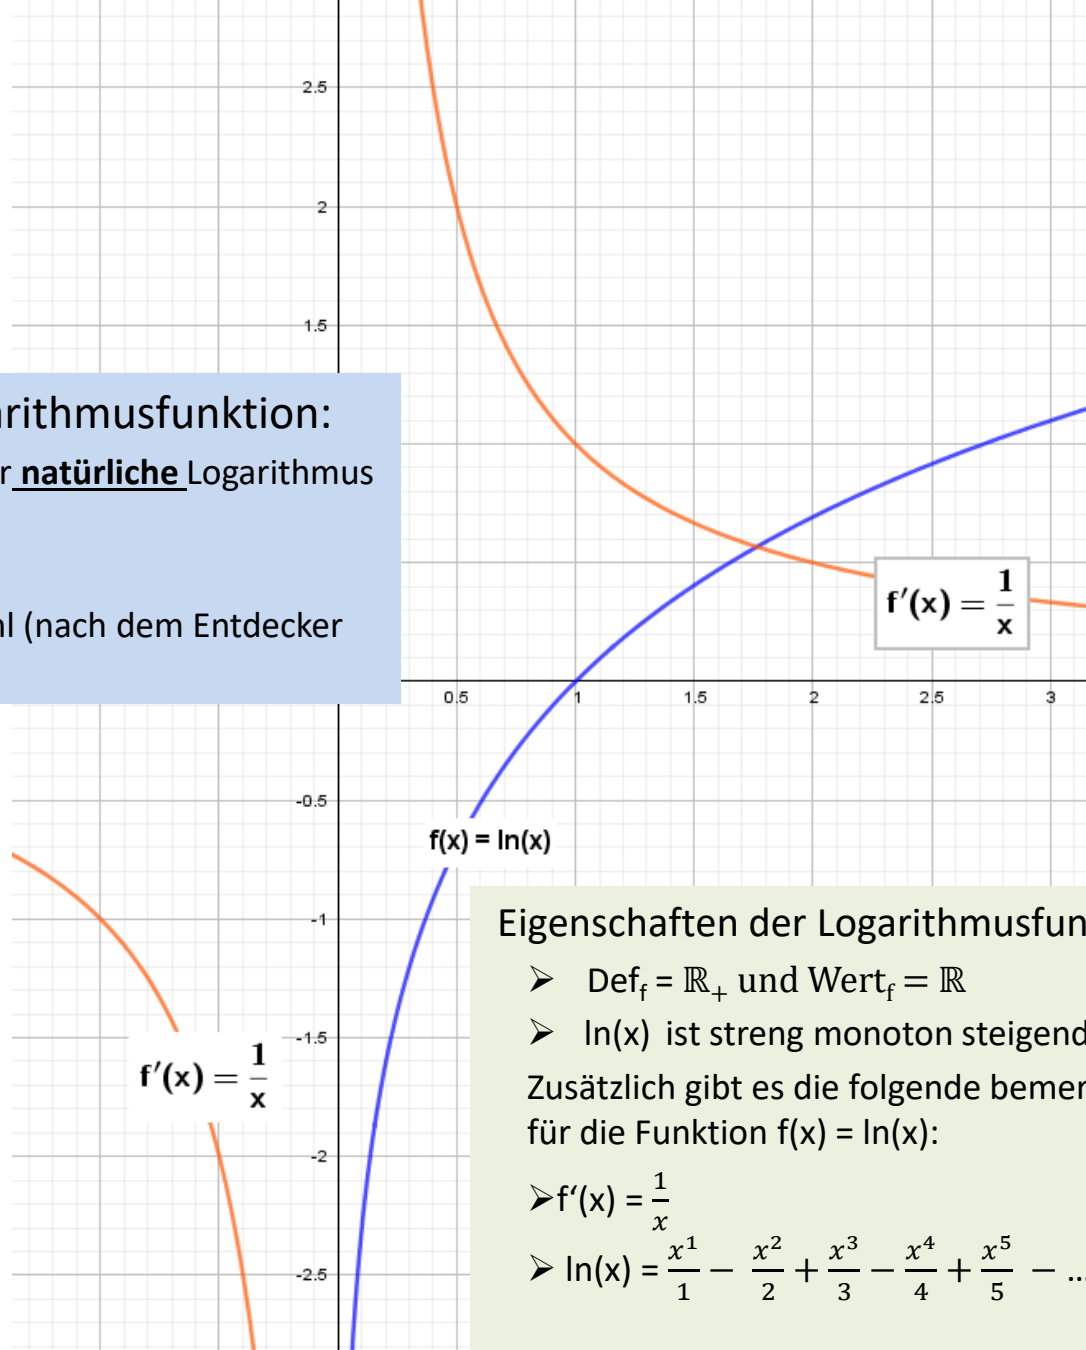 2.5
2
1.5
arithmusfunktion:
r natürliche Logarithmus
hl (nach dem Entdecker
f′(x) = 1/x
0.5 1 1.5 2 2.5 3
-0.5
f(x) = ln(x)
-1
-1.5
f′(x) = 1/x
-2
-2.5
Eigenschaften der Logarithmusfun
➢ Def_f = ℝ₊ und Wert_f = ℝ
➢ ln(x) ist streng monoton steigend
Zusätzlich gibt es die folgende bemer
für die Funktion f(x) = ln(x):
➢f‘(x) = 1/x
➢ ln(x) = x¹/1 − x²/2 + x³/3 − x⁴/4 + x⁵/5 − ...